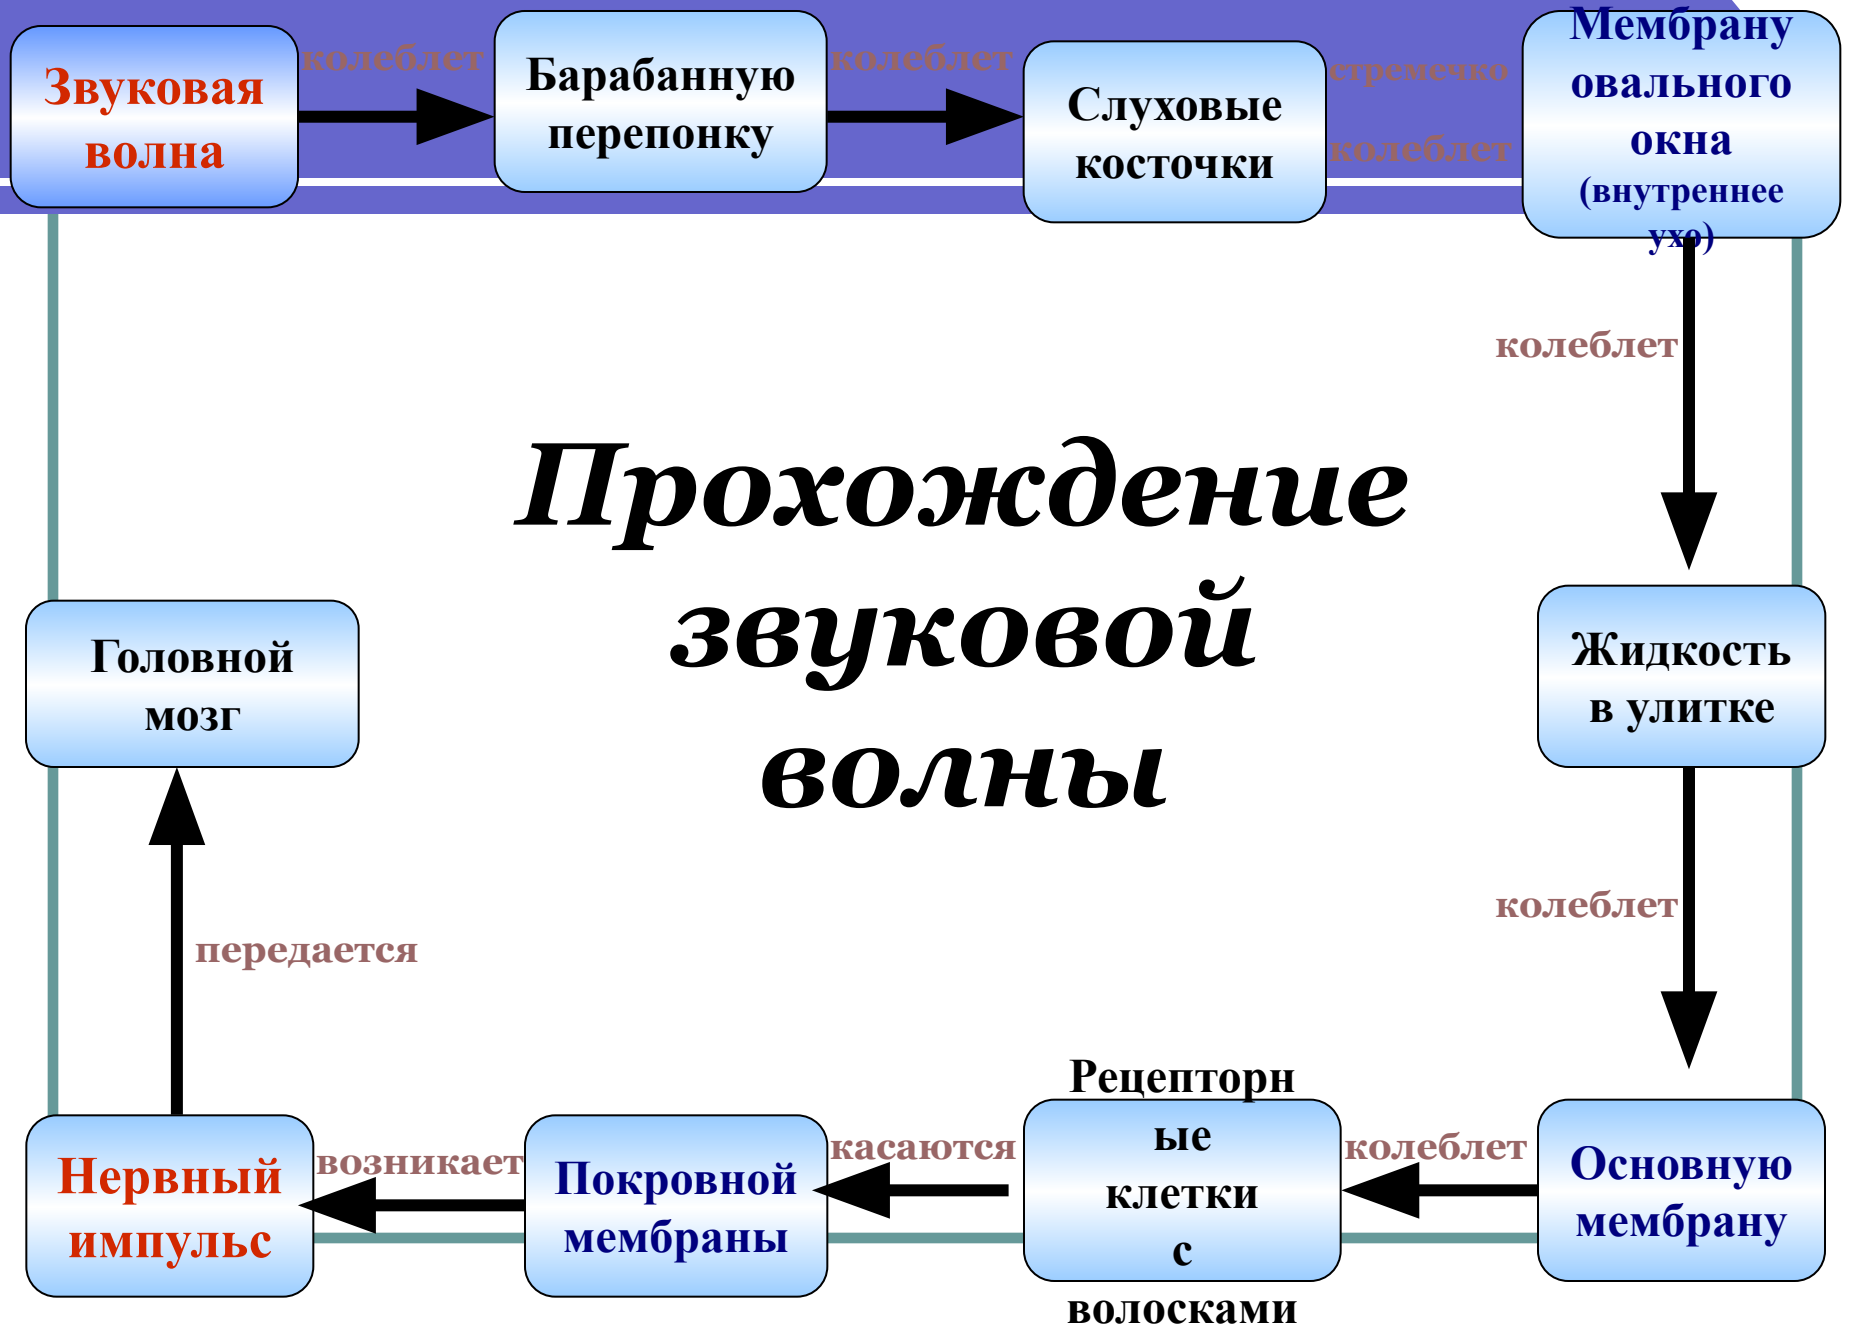 Звуковая
волна
колеблет
Барабанную
перепонку
колеблет
Слуховые
косточки
стремечко
колеблет
Мембрану
овального
окна
(внутреннее
ухо)
колеблет
Жидкость
в улитке
колеблет
Основную
мембрану
колеблет
Рецепторн
ые
клетки
с
волосками
касаются
Покровной
мембраны
возникает
Нервный
импульс
передается
Головной
мозг
Прохождение
звуковой
волны